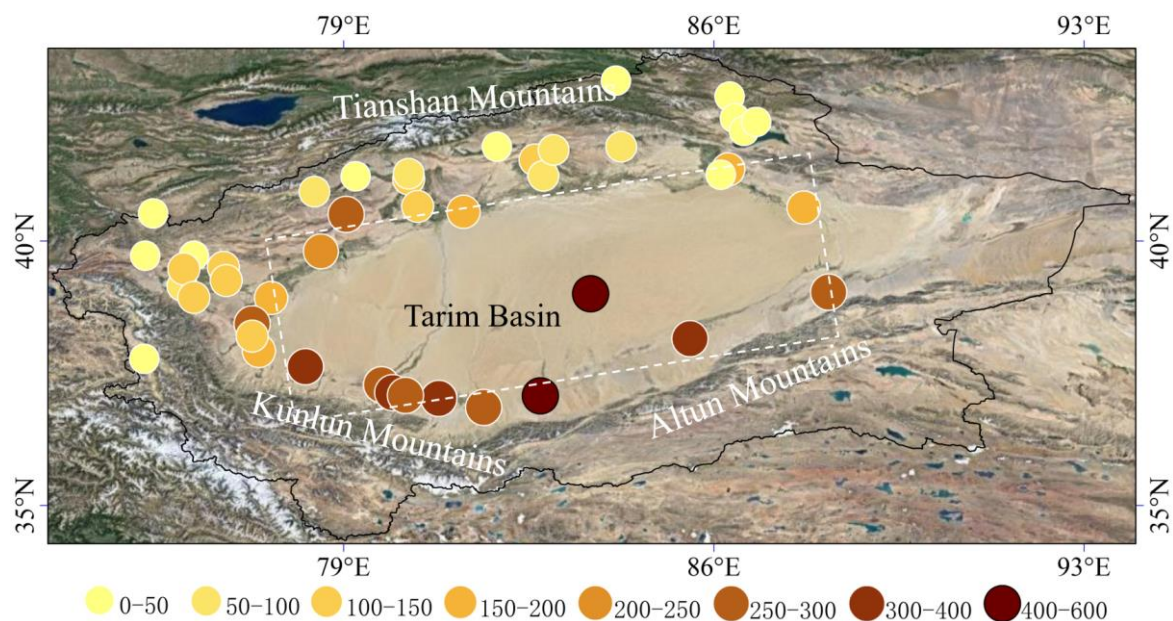 79°E 86°E 93°E
Tianshan Mountains
40°N 40°N
Tarim Basin
Kunlun Mountains
Altun Mountains
35°N 35°N
79°E 86°E 93°E
0-50 50-100 100-150 150-200 200-250 250-300 300-400 400-600